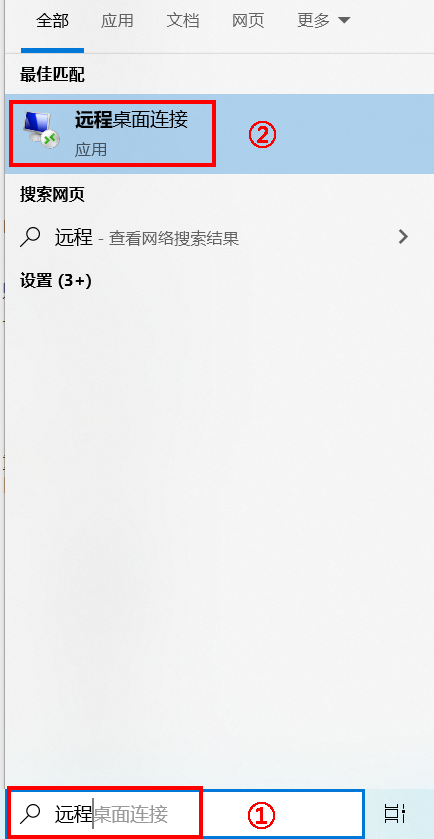 全部 应用 文档 网页 更多
最佳匹配
远程桌面连接
应用
②
搜索网页
远程 - 查看网络搜索结果
设置 (3+)
远程桌面连接
①